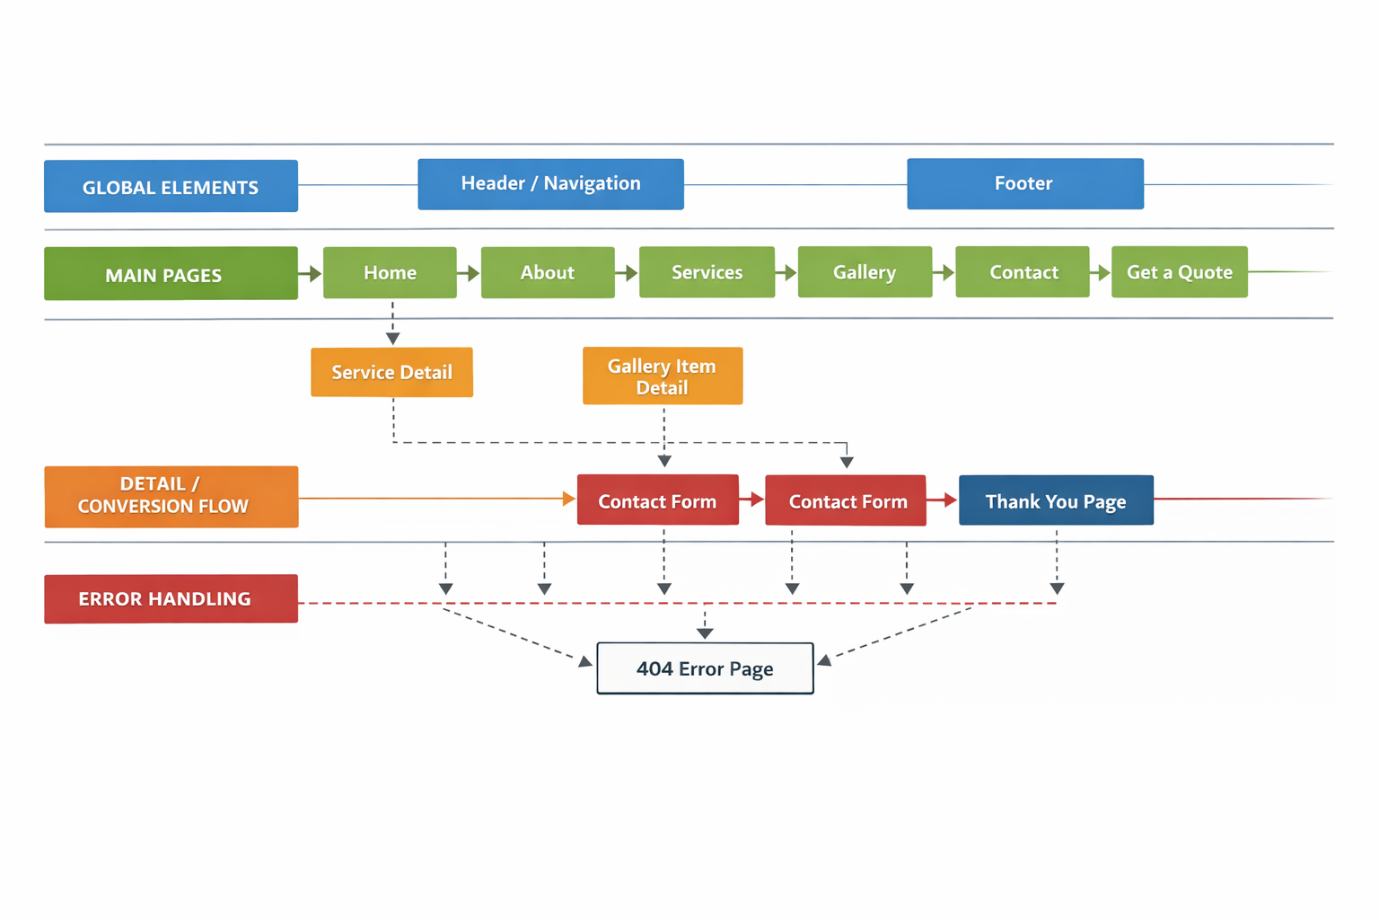 GLOBAL ELEMENTS
Header / Navigation
Footer
MAIN PAGES
Home
About
Services
Gallery
Contact
Get a Quote
Service Detail
Gallery Item
Detail
DETAIL /
CONVERSION FLOW
Contact Form
Contact Form
Thank You Page
ERROR HANDLING
404 Error Page